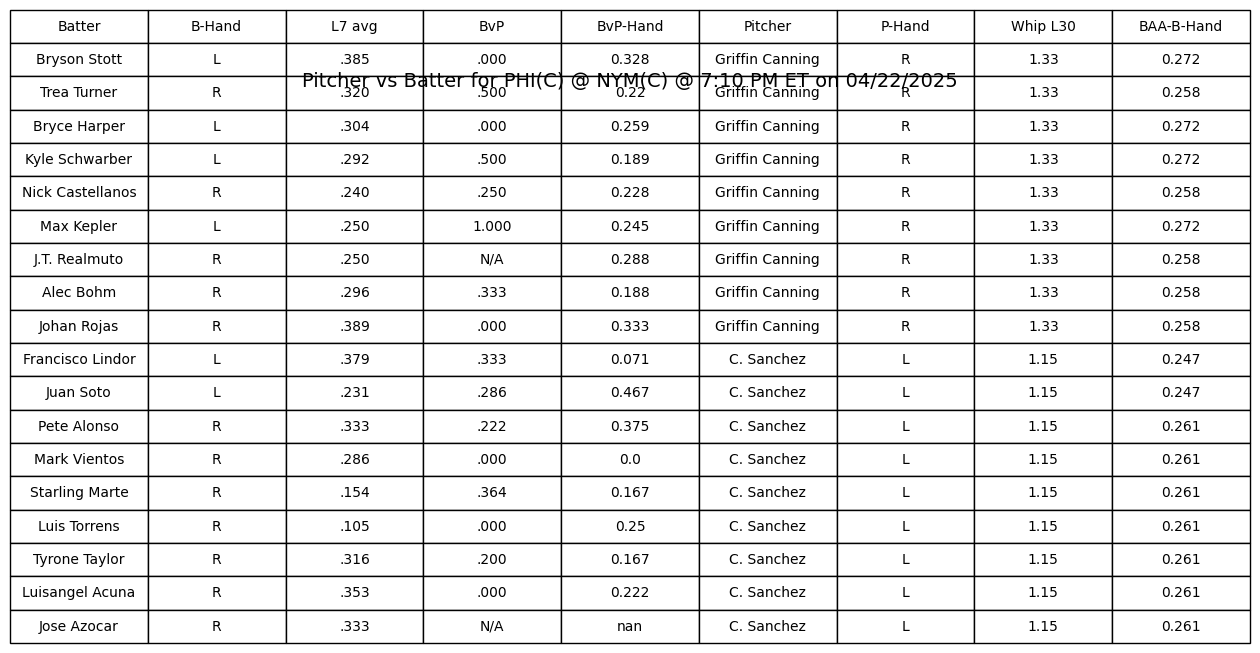 Batter B-Hand L7 avg BvP BvP-Hand Pitcher P-Hand Whip L30 BAA-B-Hand
Bryson Stott L .385 .000 0.328 Griffin Canning R 1.33 0.272
Pitcher vs Batter for PHI(C) @ NYM(C) @ 7:10 PM ET on 04/22/2025
Trea Turner R .320 .500 0.22 Griffin Canning R 1.33 0.258
Bryce Harper L .304 .000 0.259 Griffin Canning R 1.33 0.272
Kyle Schwarber L .292 .500 0.189 Griffin Canning R 1.33 0.272
Nick Castellanos R .240 .250 0.228 Griffin Canning R 1.33 0.258
Max Kepler L .250 1.000 0.245 Griffin Canning R 1.33 0.272
J.T. Realmuto R .250 N/A 0.288 Griffin Canning R 1.33 0.258
Alec Bohm R .296 .333 0.188 Griffin Canning R 1.33 0.258
Johan Rojas R .389 .000 0.333 Griffin Canning R 1.33 0.258
Francisco Lindor L .379 .333 0.071 C. Sanchez L 1.15 0.247
Juan Soto L .231 .286 0.467 C. Sanchez L 1.15 0.247
Pete Alonso R .333 .222 0.375 C. Sanchez L 1.15 0.261
Mark Vientos R .286 .000 0.0 C. Sanchez L 1.15 0.261
Starling Marte R .154 .364 0.167 C. Sanchez L 1.15 0.261
Luis Torrens R .105 .000 0.25 C. Sanchez L 1.15 0.261
Tyrone Taylor R .316 .200 0.167 C. Sanchez L 1.15 0.261
Luisangel Acuna R .353 .000 0.222 C. Sanchez L 1.15 0.261
Jose Azocar R .333 N/A nan C. Sanchez L 1.15 0.261